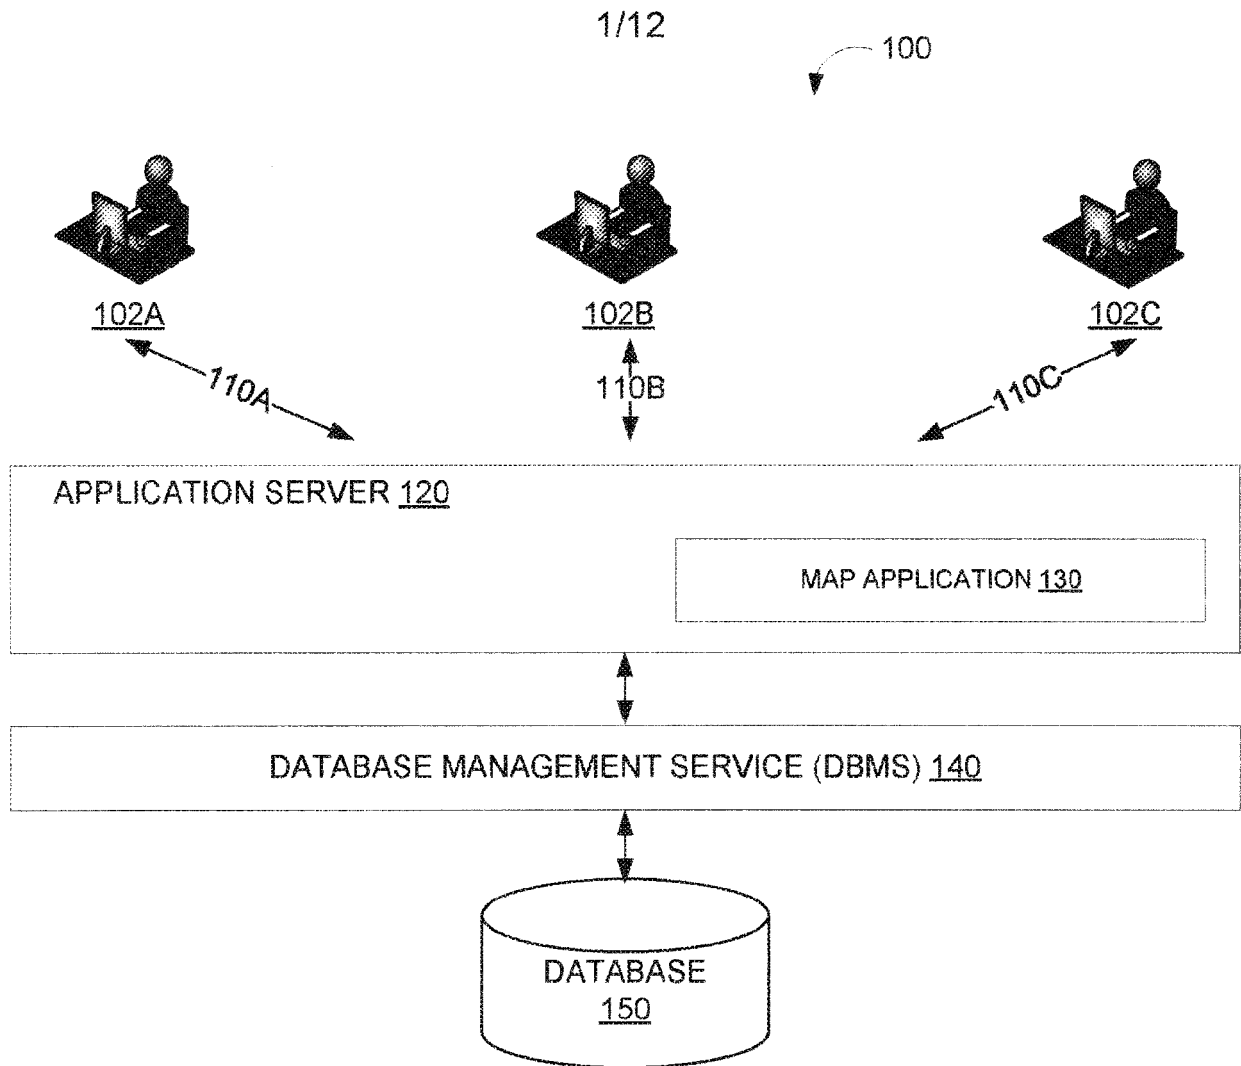 1/12
100
102A
102B
102C
110A
110B
110C
APPLICATION SERVER 120
MAP APPLICATION 130
DATABASE MANAGEMENT SERVICE (DBMS) 140
DATABASE
150